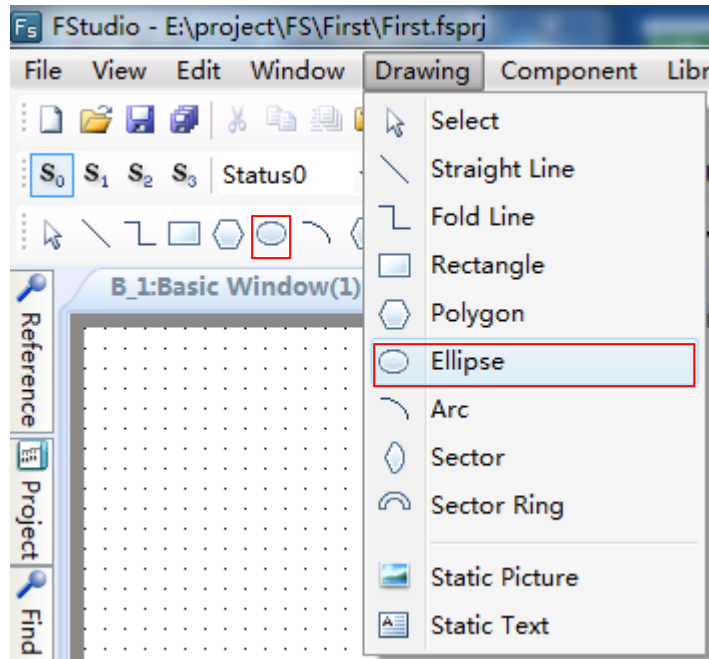 Fs FStudio - E:\project\FS\First\First.fsprj
File View Edit Window Drawing Component Libr
S0 S1 S2 S3 Status0
B_1:Basic Window(1)
Reference
Project
Find
Select
Straight Line
Fold Line
Rectangle
Polygon
Ellipse
Arc
Sector
Sector Ring
Static Picture
A Static Text